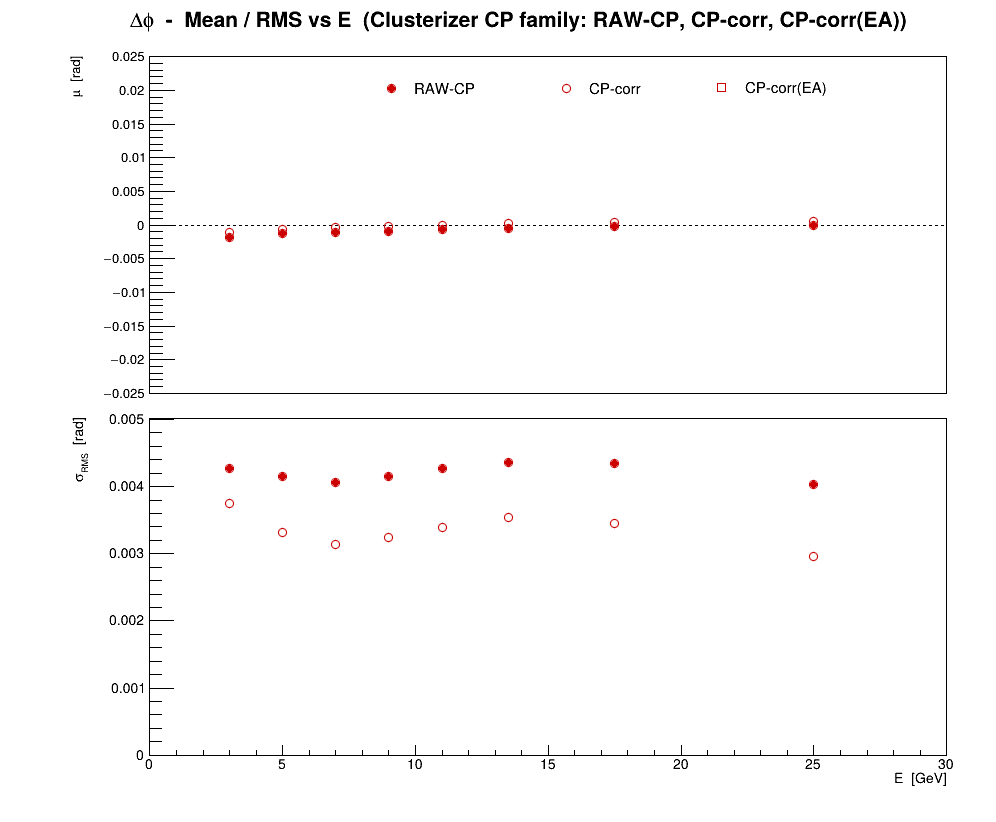 Δϕ - Mean / RMS vs E (Clusterizer CP family: RAW-CP, CP-corr, CP-corr(EA))
μ [rad]
RAW-CP CP-corr CP-corr(EA)
0.025
0.02
0.015
0.01
0.005
0
−0.005
−0.01
−0.015
−0.02
−0.025
σRMS [rad]
0.005
0.004
0.003
0.002
0.001
0
0 5 10 15 20 25 30
E [GeV]